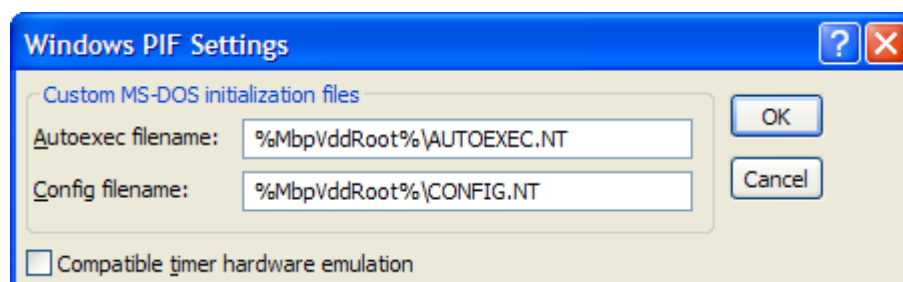 Windows PIF Settings
Custom MS-DOS initialization files
Autoexec filename: %MbpVddRoot%\AUTOEXEC.NT
OK
Config filename: %MbpVddRoot%\CONFIG.NT
Cancel
Compatible timer hardware emulation